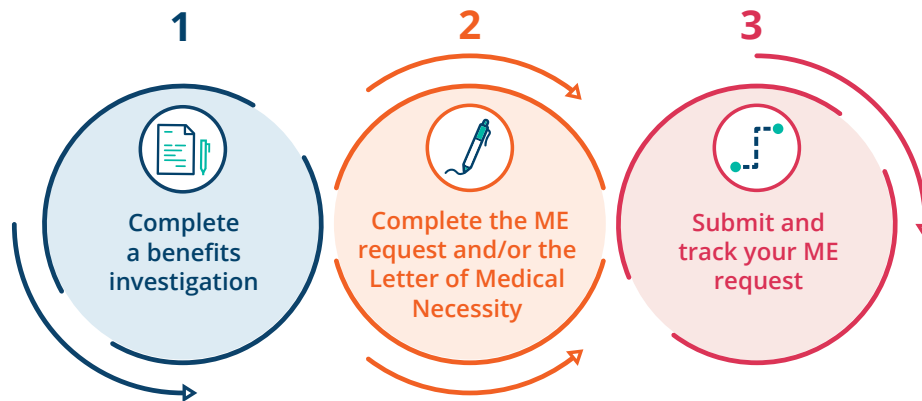 1
Complete
a benefits
investigation
2
Complete the ME
request and/or the
Letter of Medical
Necessity
3
Submit and
track your ME
request